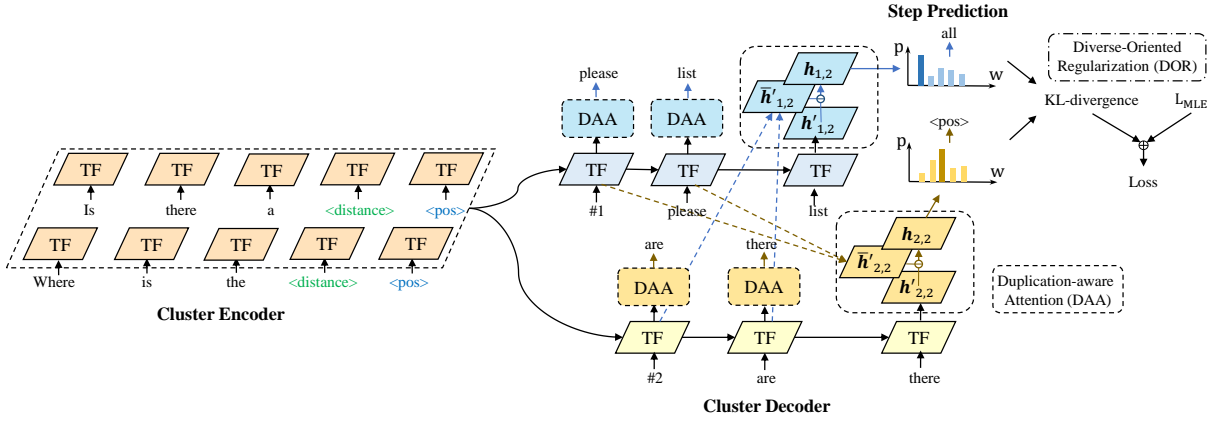 Step Prediction
p
all
w
Diverse-Oriented
Regularization (DOR)
please
list
h1,2
h̄'1,2
h'1,2
DAA
DAA
KL-divergence
LMLE
<pos>
p
w
Loss
TF
TF
TF
TF
TF
Is
there
a
<distance>
<pos>
TF
TF
TF
#1
please
list
TF
TF
TF
TF
TF
Where
is
the
<distance>
<pos>
Cluster Encoder
are
there
h2,2
h̄'2,2
h'2,2
DAA
DAA
Duplication-aware
Attention (DAA)
TF
TF
TF
#2
are
there
Cluster Decoder